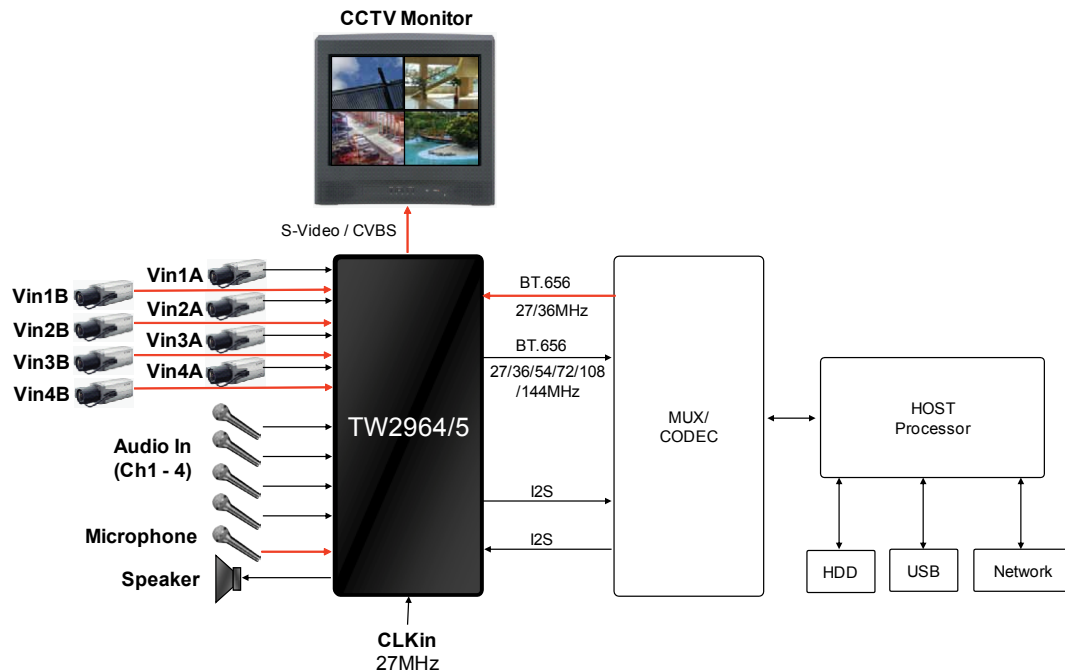 CCTV Monitor
S-Video / CVBS
Vin1A
Vin1B
Vin2A
Vin2B
Vin3A
Vin3B
Vin4A
Vin4B
Audio In
(Ch1 - 4)
Microphone
Speaker
TW2964/5
CLKin
27MHz
BT.656
27/36MHz
BT.656
27/36/54/72/108
/144MHz
I2S
I2S
MUX/
CODEC
HOST
Processor
HDD
USB
Network